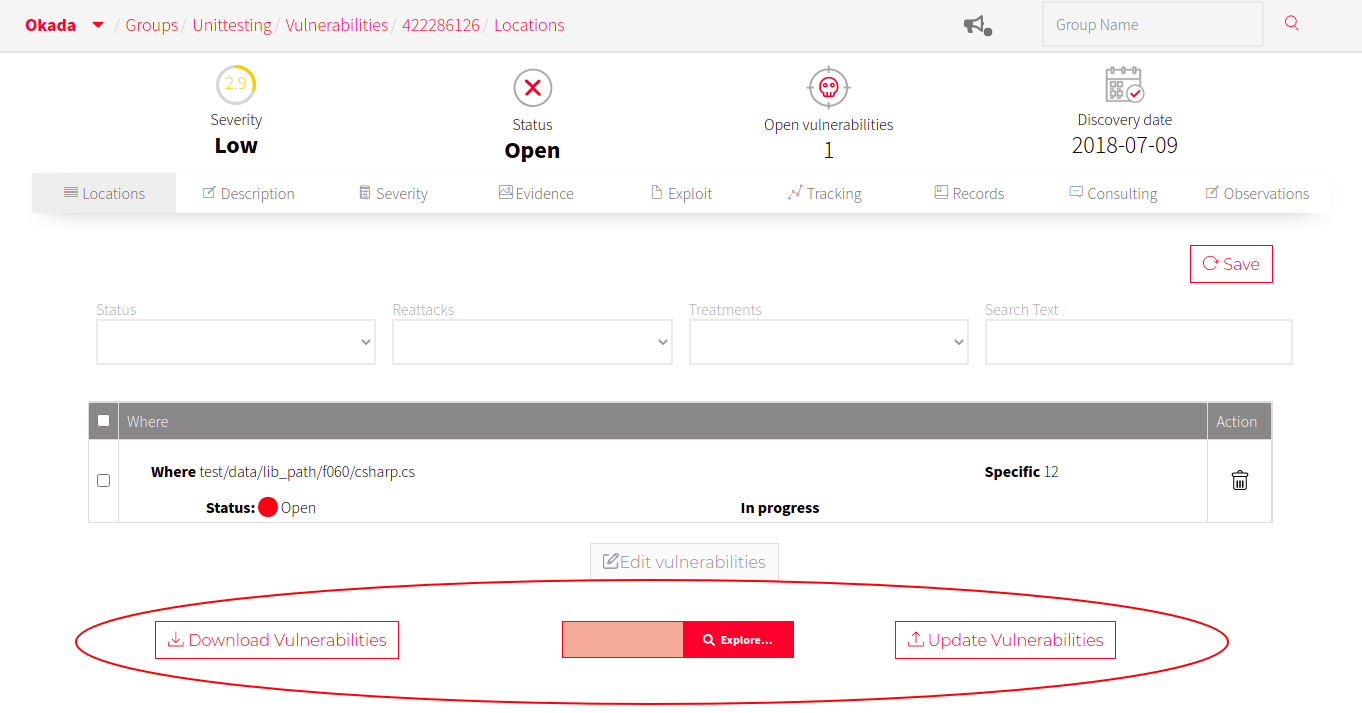 Okada / Groups / Unittesting / Vulnerabilities / 422286126 / Locations Group Name
2.9
Severity Status Open vulnerabilities Discovery date
Low Open 1 2018-07-09
Locations Description Severity Evidence Exploit Tracking Records Consulting Observations
Save
Status Reattacks Treatments Search Text
Where Action
Where test/data/lib_path/f060/csharp.cs Specific 12
Status: Open In progress
Edit vulnerabilities
Download Vulnerabilities Explore... Update Vulnerabilities